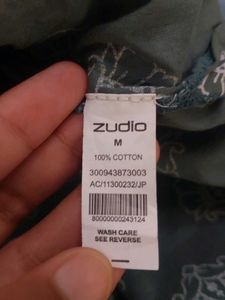 zudio
M
100% COTTON
300943873003
AC/11300232/JP
80000000243124
WASH CARE
SEE REVERSE